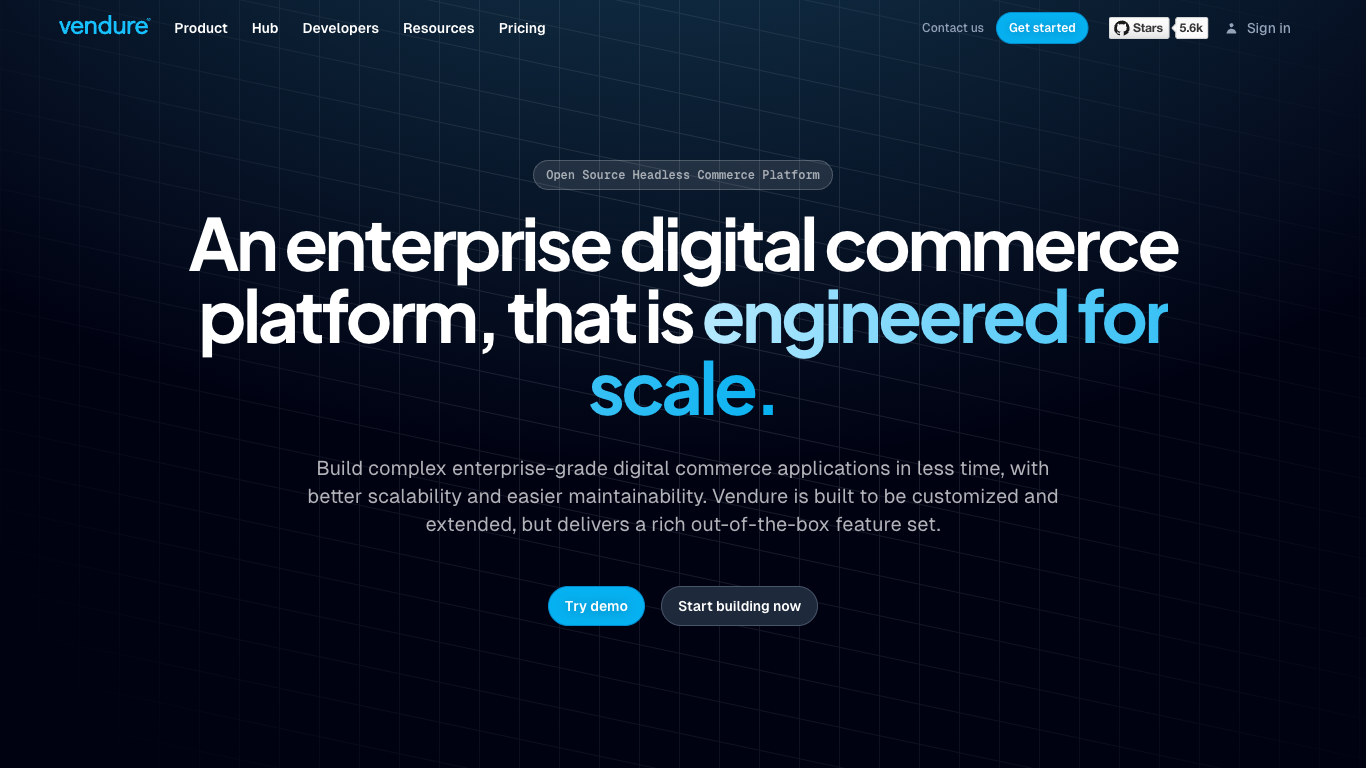 vendure
Product Hub Developers Resources Pricing
Contact us Get started Stars 5.6k Sign in
Open Source Headless Commerce Platform
An enterprise digital commerce
platform, that is engineered for
scale.
Build complex enterprise-grade digital commerce applications in less time, with
better scalability and easier maintainability. Vendure is built to be customized and
extended, but delivers a rich out-of-the-box feature set.
Try demo Start building now